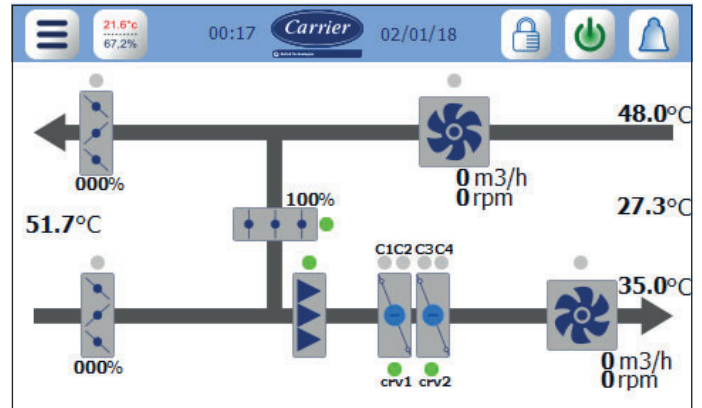 21.6°c
67,2%
00:17
Carrier
02/01/18
48.0°C
000%
0 m3/h
0 rpm
100%
27.3°C
51.7°C
C1C2 C3C4
35.0°C
000%
crv1 crv2
0 m3/h
0 rpm